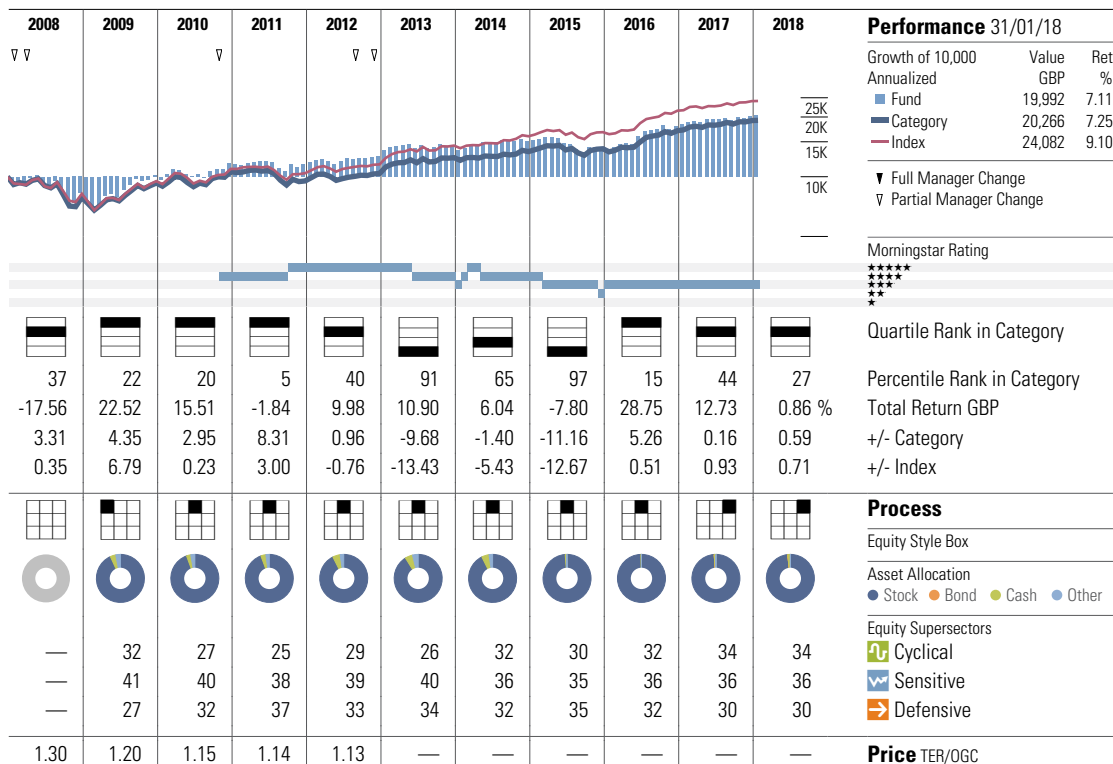 2008 2009 2010 2011 2012 2013 2014 2015 2016 2017 2018 Performance 31/01/18
Growth of 10,000 Value Ret
Annualized GBP %
Fund 19,992 7.11
Category 20,266 7.25
Index 24,082 9.10
25K
20K
15K
10K
Full Manager Change
Partial Manager Change
Morningstar Rating
★★★★★
★★★★
★★★
★★
★
Quartile Rank in Category
37 22 20 5 40 91 65 97 15 44 27 Percentile Rank in Category
-17.56 22.52 15.51 -1.84 9.98 10.90 6.04 -7.80 28.75 12.73 0.86 % Total Return GBP
3.31 4.35 2.95 8.31 0.96 -9.68 -1.40 -11.16 5.26 0.16 0.59 +/- Category
0.35 6.79 0.23 3.00 -0.76 -13.43 -5.43 -12.67 0.51 0.93 0.71 +/- Index
Process
Equity Style Box
Asset Allocation
Stock Bond Cash Other
Equity Supersectors
— 32 27 25 29 26 32 30 32 34 34 Cyclical
— 41 40 38 39 40 36 35 36 36 36 Sensitive
— 27 32 37 33 34 32 35 32 30 30 Defensive
1.30 1.20 1.15 1.14 1.13 — — — — — — Price TER/OGC